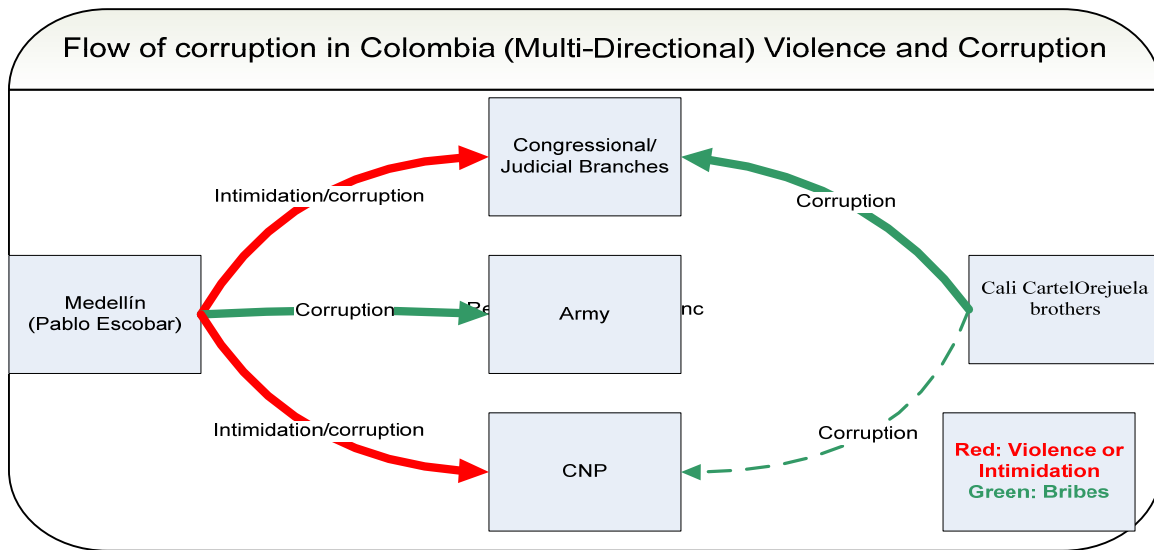 Flow of corruption in Colombia (Multi-Directional) Violence and Corruption
Congressional/
Judicial Branches
Intimidation/corruption
Corruption
Medellín
(Pablo Escobar)
Corruption
Army
Cali CartelOrejuela
brothers
Intimidation/corruption
Corruption
CNP
Red: Violence or
Intimidation
Green: Bribes